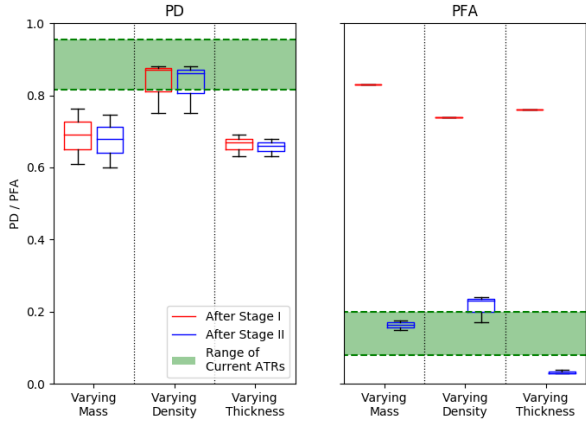 PD
PFA
PD / PFA
1.0
0.8
0.6
0.4
0.2
0.0
After Stage I
After Stage II
Range of
Current ATRs
Varying
Mass
Varying
Density
Varying
Thickness
Varying
Mass
Varying
Density
Varying
Thickness